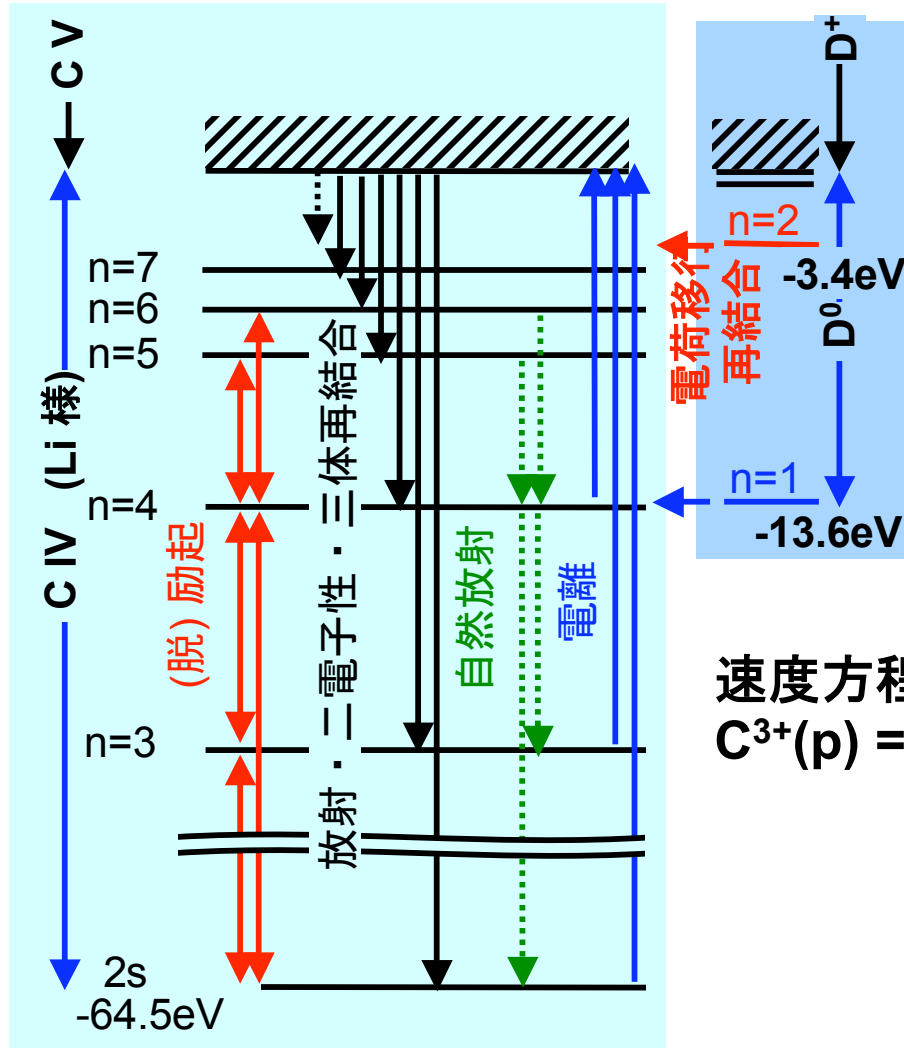 C V
D⁺
n=7
n=6
n=5
n=4
n=3
2s
-64.5eV
C IV (Li 様)
(脱) 励起
放射・二電子性・三体再結合
自然放射
電離
電荷移行
再結合
n=2
-3.4eV
D⁰
n=1
-13.6eV
速度方程
C³⁺(p) =